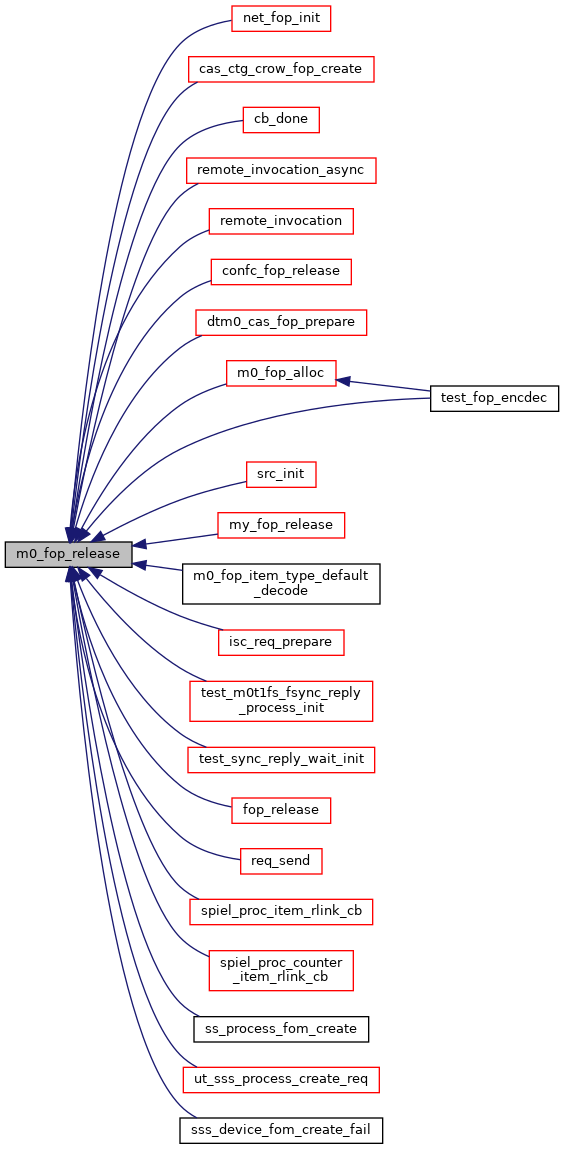 net_fop_init
cas_ctg_crow_fop_create
cb_done
remote_invocation_async
remote_invocation
confc_fop_release
dtm0_cas_fop_prepare
m0_fop_alloc
test_fop_encdec
src_init
my_fop_release
m0_fop_release
m0_fop_item_type_default
_decode
isc_req_prepare
test_m0t1fs_fsync_reply
_process_init
test_sync_reply_wait_init
fop_release
req_send
spiel_proc_item_rlink_cb
spiel_proc_counter
_item_rlink_cb
ss_process_fom_create
ut_sss_process_create_req
sss_device_fom_create_fail